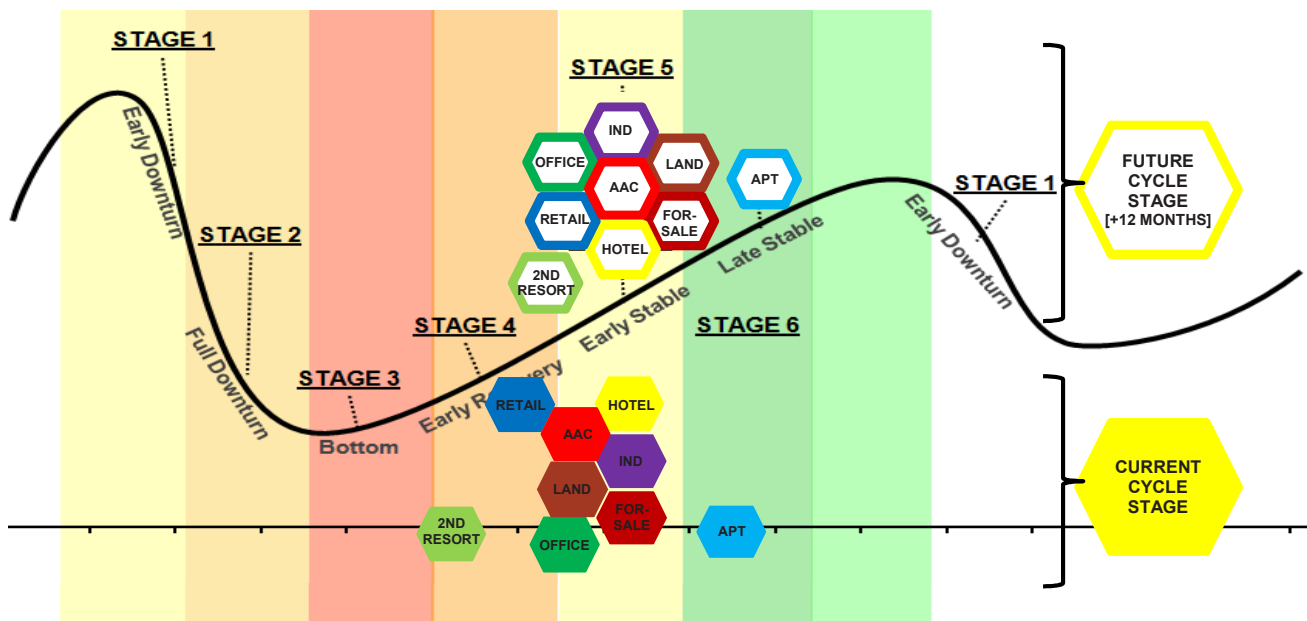 STAGE 1
Early Downturn
STAGE 2
Full Downturn
STAGE 3
Bottom
STAGE 4
Early Recovery
STAGE 5
IND
OFFICE
LAND
AAC
RETAIL
FOR-
SALE
HOTEL
2ND
RESORT
Early Stable
APT
Late Stable
STAGE 6
STAGE 1
Early Downturn
FUTURE
CYCLE
STAGE
[+12 MONTHS]
RETAIL
HOTEL
AAC
IND
LAND
FOR-
SALE
2ND
RESORT
OFFICE
APT
CURRENT
CYCLE
STAGE